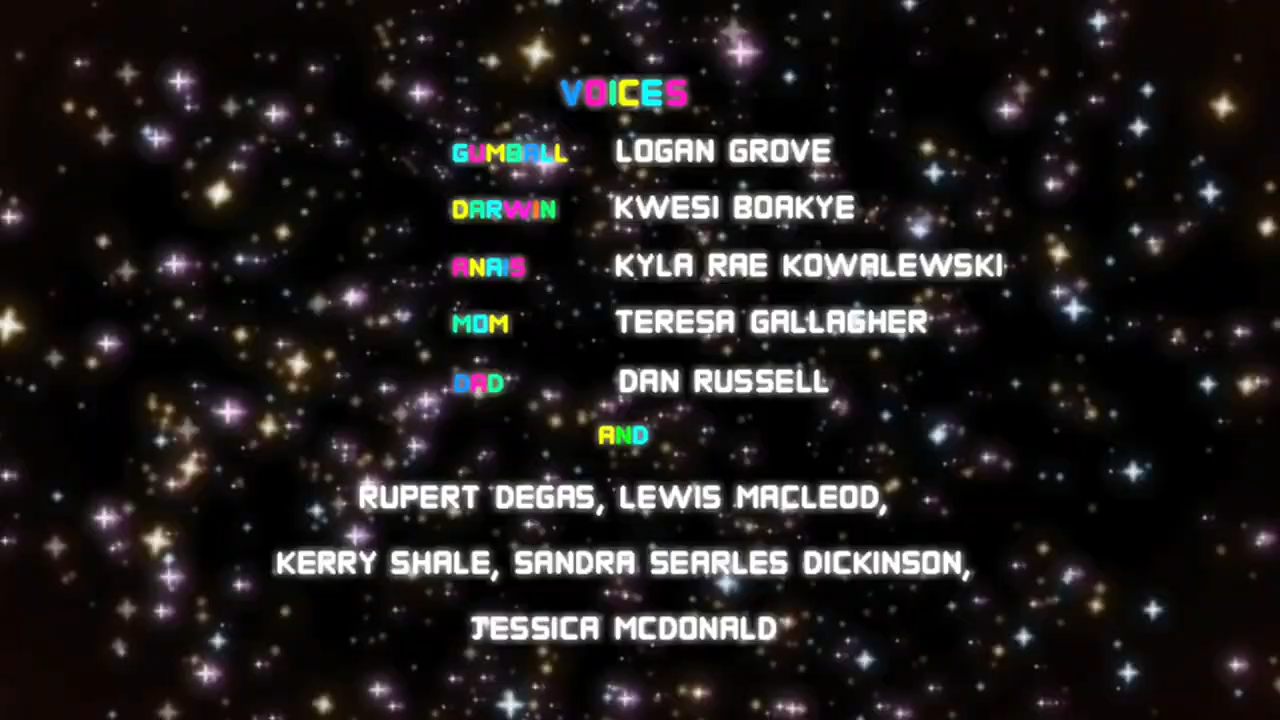 VOICES
GUMBALL LOGAN GROVE
DARWIN KWESI BOAKYE
ANAIS KYLA RAE KOWALEWSKI
MOM TERESA GALLAGHER
DAD DAN RUSSELL
AND
RUPERT DEGAS, LEWIS MACLEOD,
KERRY SHALE, SANDRA SEARLES DICKINSON,
JESSICA MCDONALD